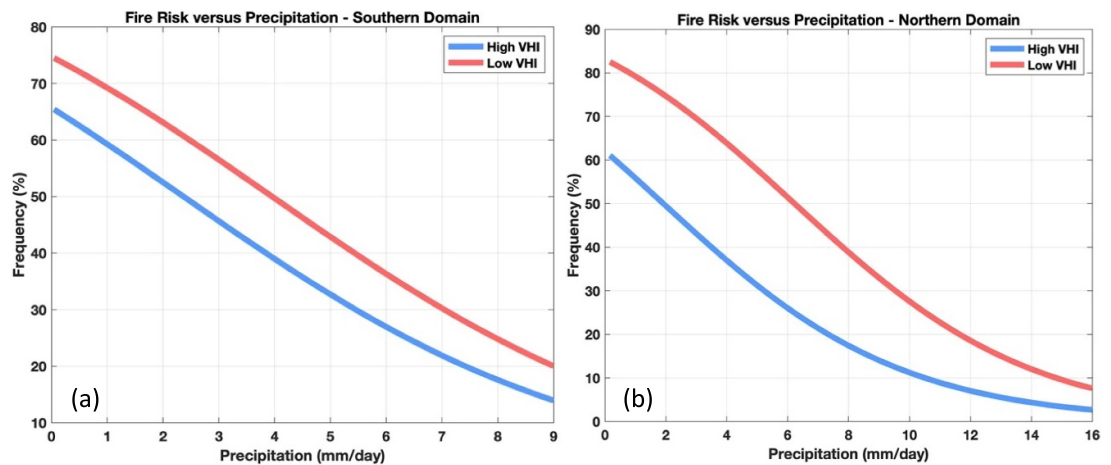 Fire Risk versus Precipitation - Southern Domain
High VHI
Low VHI
80
70
60
50
40
30
20
10
Frequency (%)
(a)
0 1 2 3 4 5 6 7 8 9
Precipitation (mm/day)
Fire Risk versus Precipitation - Northern Domain
High VHI
Low VHI
90
80
70
60
50
40
30
20
10
0
Frequency (%)
(b)
0 2 4 6 8 10 12 14 16
Precipitation (mm/day)